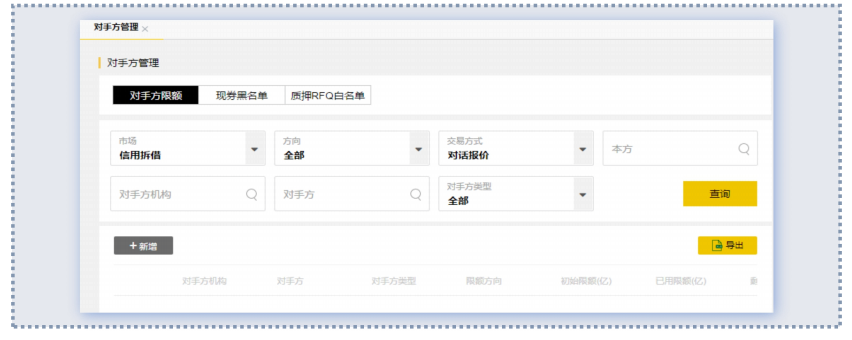 对手方管理 ×
对手方管理
对手方限额 现券黑名单 质押RFQ白名单
市场 方向 交易方式
信用拆借 全部 对话报价 本方
对手方机构 对手方 对手方类型
全部 查询
+新增 导出
对手方机构 对手方 对手方类型 限额方向 初始限额(亿) 已用限额(亿)